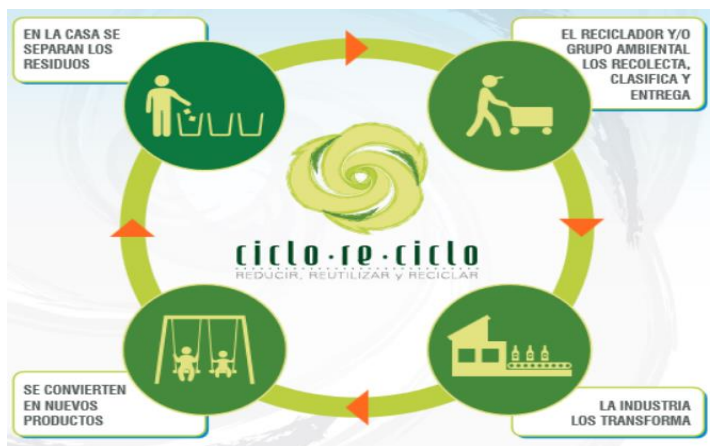 EN LA CASA SE
SEPARAN LOS
RESIDUOS
EL RECICLADOR Y/O
GRUPO AMBIENTAL
LOS RECOLECTA,
CLASIFICA Y
ENTREGA
ciclo·re·ciclo
REDUCIR, REUTILIZAR y RECICLAR
SE CONVIERTEN
EN NUEVOS
PRODUCTOS
LA INDUSTRIA
LOS TRANSFORMA